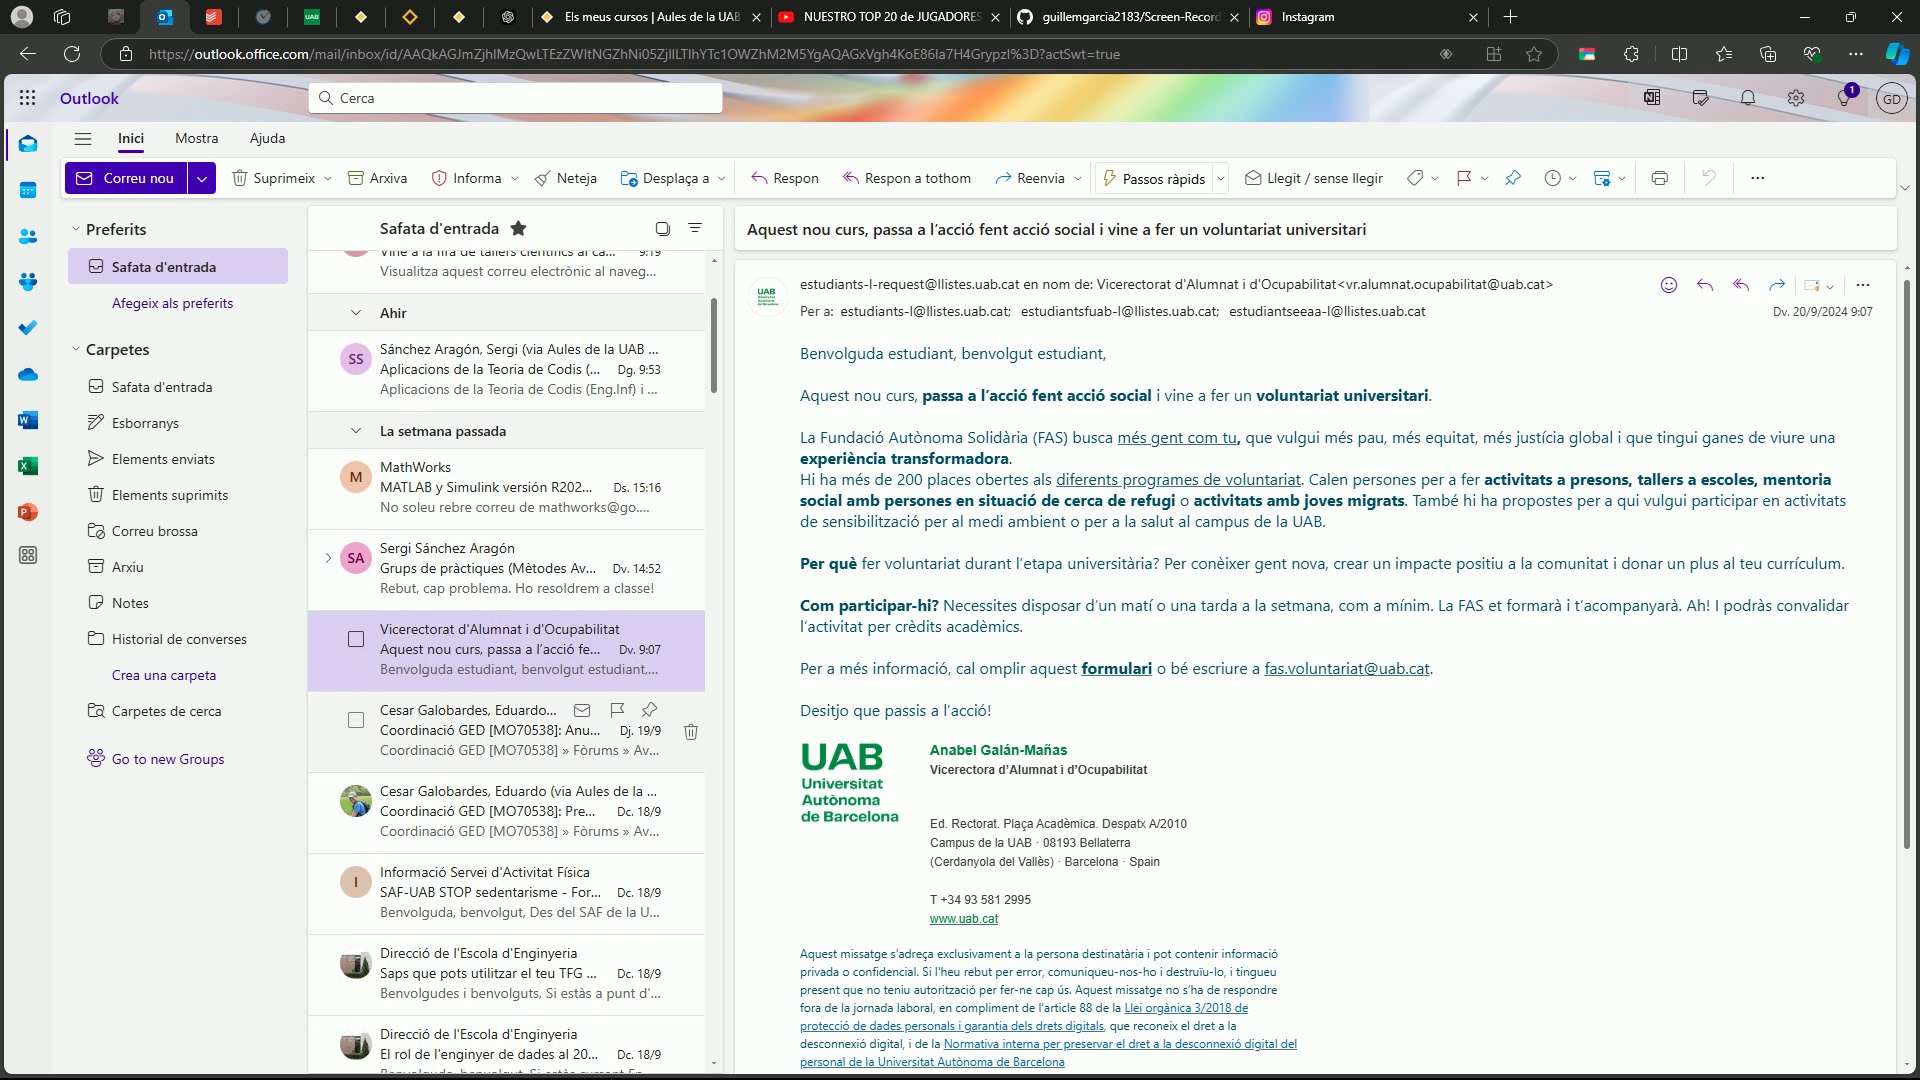 Els meus cursos | Aules de la UAB
NUESTRO TOP 20 de JUGADORES
guillemgarcia2183/Screen-Record
Instagram
Outlook
Cerca
1
GD
Inici
Mostra
Ajuda
Correu nou
Suprimeix
Arxiva
Informa
Neteja
Desplaça a
Respon
Respon a tothom
Reenvia
Passos ràpids
Llegit / sense llegir
Preferits
Safata d'entrada
Afegeix als preferits
Carpetes
Safata d'entrada
Esborranys
Elements enviats
Elements suprimits
Correu brossa
Arxiu
Notes
Historial de converses
Crea una carpeta
Carpetes de cerca
Go to new Groups
Safata d'entrada
Vine a la fira de tallers científics al ca... 9:19
Visualitza aquest correu electrònic al naveg...
Ahir
SS
Sánchez Aragón, Sergi (via Aules de la UAB ...
Aplicacions de la Teoria de Codis (... Dg. 9:53
Aplicacions de la Teoria de Codis (Eng.Inf) i ...
La setmana passada
M
MathWorks
MATLAB y Simulink versión R202... Ds. 15:16
No soleu rebre correu de mathworks@go....
SA
Sergi Sánchez Aragón
Grups de pràctiques (Mètodes Av... Dv. 14:52
Rebut, cap problema. Ho resoldrem a classe!
Vicerectorat d'Alumnat i d'Ocupabilitat
Aquest nou curs, passa a l’acció fe... Dv. 9:07
Benvolguda estudiant, benvolgut estudiant,...
Cesar Galobardes, Eduardo...
Coordinació GED [MO70538]: Anu... Dj. 19/9
Coordinació GED [MO70538] » Fòrums » Av...
Cesar Galobardes, Eduardo (via Aules de la ...
Coordinació GED [MO70538]: Pre... Dc. 18/9
Coordinació GED [MO70538] » Fòrums » Av...
I
Informació Servei d'Activitat Física
SAF-UAB STOP sedentarisme - For... Dc. 18/9
Benvolguda, benvolgut, Des del SAF de la U...
Direcció de l'Escola d'Enginyeria
Saps que pots utilitzar el teu TFG ... Dc. 18/9
Benvolgudes i benvolguts, Si estàs a punt d'...
Direcció de l'Escola d'Enginyeria
El rol de l'enginyer de dades al 20... Dc. 18/9
Aquest nou curs, passa a l’acció fent acció social i vine a fer un voluntariat universitari
estudiants-l-request@llistes.uab.cat en nom de: Vicerectorat d'Alumnat i d'Ocupabilitat<vr.alumnat.ocupabilitat@uab.cat>
Per a: estudiants-l@llistes.uab.cat; estudiantsfuab-l@llistes.uab.cat; estudiantseeaa-l@llistes.uab.cat
Dv. 20/9/2024 9:07
Benvolguda estudiant, benvolgut estudiant,
Aquest nou curs, passa a l’acció fent acció social i vine a fer un voluntariat universitari.
La Fundació Autònoma Solidària (FAS) busca més gent com tu, que vulgui més pau, més equitat, més justícia global i que tingui ganes de viure una
experiència transformadora.
Hi ha més de 200 places obertes als diferents programes de voluntariat. Calen persones per a fer activitats a presons, tallers a escoles, mentoria
social amb persones en situació de cerca de refugi o activitats amb joves migrats. També hi ha propostes per a qui vulgui participar en activitats
de sensibilització per al medi ambient o per a la salut al campus de la UAB.
Per què fer voluntariat durant l’etapa universitària? Per conèixer gent nova, crear un impacte positiu a la comunitat i donar un plus al teu currículum.
Com participar-hi? Necessites disposar d’un matí o una tarda a la setmana, com a mínim. La FAS et formarà i t’acompanyarà. Ah! I podràs convalidar
l’activitat per crèdits acadèmics.
Per a més informació, cal omplir aquest formulari o bé escriure a fas.voluntariat@uab.cat.
Desitjo que passis a l’acció!
UAB
Universitat
Autònoma
de Barcelona
Anabel Galán-Mañas
Vicerectora d’Alumnat i d’Ocupabilitat
Ed. Rectorat. Plaça Acadèmica. Despatx A/2010
Campus de la UAB · 08193 Bellaterra
(Cerdanyola del Vallès) · Barcelona · Spain
T +34 93 581 2995
www.uab.cat
Aquest missatge s'adreça exclusivament a la persona destinatària i pot contenir informació
privada o confidencial. Si l'heu rebut per error, comuniqueu-nos-ho i destruïu-lo, i tingueu
present que no teniu autorització per fer-ne cap ús. Aquest missatge no s’ha de respondre
fora de la jornada laboral, en compliment de l’article 88 de la Llei orgànica 3/2018 de
protecció de dades personals i garantia dels drets digitals, que reconeix el dret a la
desconnexió digital, i de la Normativa interna per preservar el dret a la desconnexió digital del
personal de la Universitat Autònoma de Barcelona